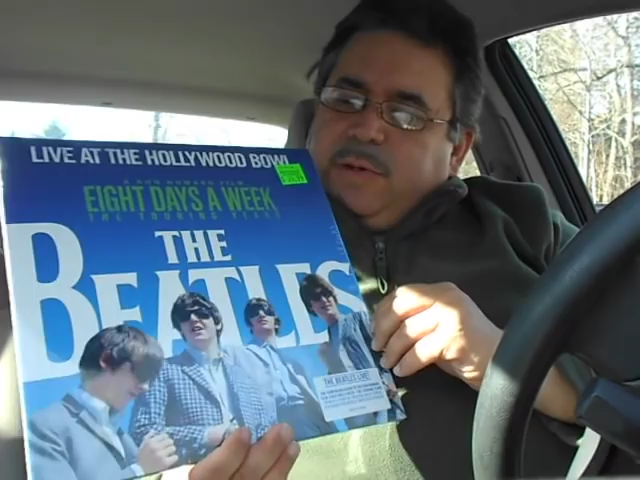 LIVE AT THE HOLLYWOOD BOWL
A RON HOWARD FILM
EIGHT DAYS A WEEK
THE TOURING YEARS
THE
BEATLES
THE BEATLES LIVE!